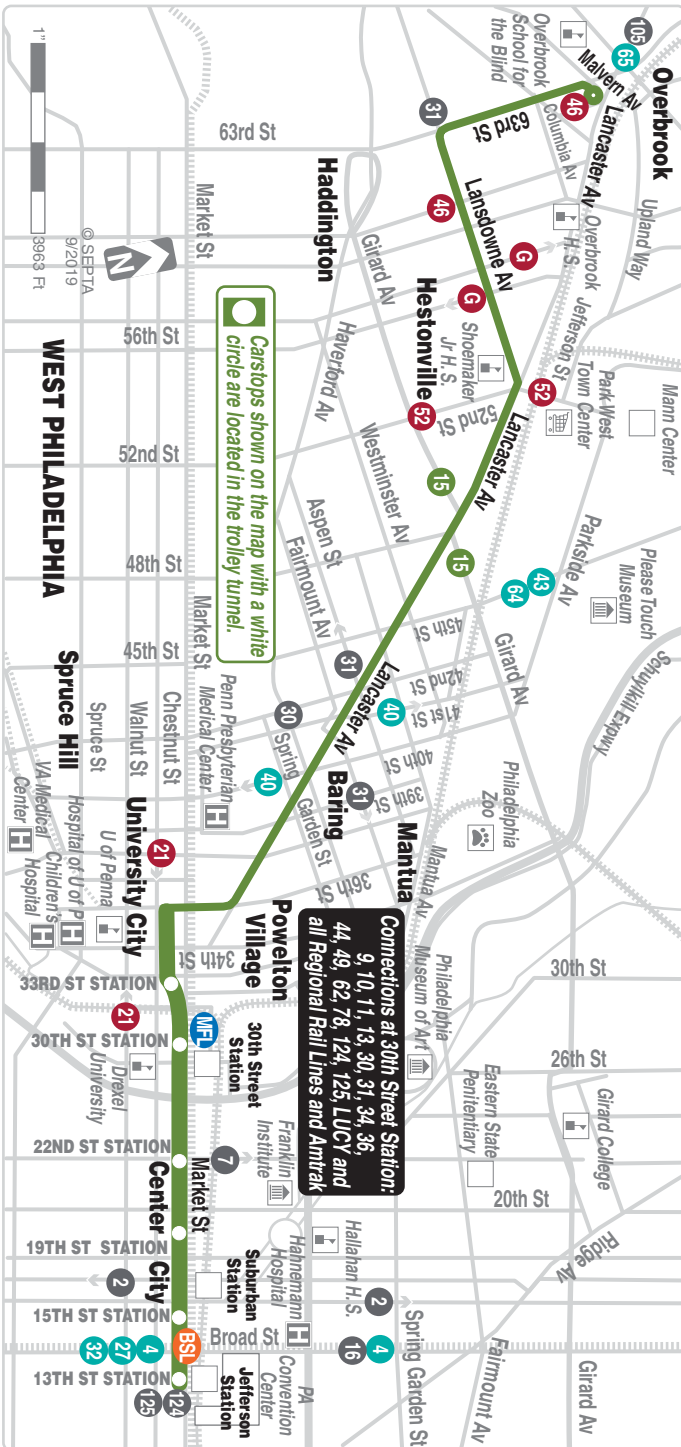 Overbrook
105
65
Malvern Av
Overbrook
School for
the Blind
46
Lancaster Av
Columbia Av
63rd St
31
63rd St
Upland Way
Overbrook
H.S.
Jefferson St
Lansdowne Av
46
G
G
Haddington
Girard Av
Market St
1"
3963 Ft
© SEPTA
9/2019
N
Mann Center
Park West
Town Center
52
Shoemaker
Jr H.S.
Hestonville
52
52nd St
Haverford Av
56th St
WEST PHILADELPHIA
Carstops shown on the map with a white
circle are located in the trolley tunnel.
Lancaster Av
15
15
Westminster Av
52nd St
Parkside Av
Please Touch
Museum
43
64
Aspen St
Fairmount Av
48th St
45th St
Girard Av
Schuylkill Expwy
42nd St
41st St
31
Lancaster Av
40
45th St
Market St
Spruce Hill
Chestnut St
Walnut St
Spruce St
Penn Presbyterian
Medical Center
H
30
Spring
Garden St
40
40th St
39th St
Baring
31
Mantua
Mantua Av
Philadelphia
Zoo
36th St
Powelton
Village
34th St
University City
21
U of Penna
Hospital of U of P
H
Children's
Hospital
H
VA Medical
Center
H
33RD ST STATION
21
Connections at 30th Street Station:
9, 10, 11, 13, 30, 31, 34, 36,
44, 49, 62, 78, 124, 125, LUCY and
all Regional Rail Lines and Amtrak
Philadelphia
Museum of Art
30th St
MFL
30th Street
Station
30TH ST STATION
Drexel
University
26th St
Eastern State
Penitentiary
Girard College
22ND ST STATION
7
Franklin
Institute
Market St
Center City
20th St
Ridge Av
19TH ST STATION
Suburban
Station
Hahnemann
Hospital
H
Hallahan H.S.
2
2
15TH ST STATION
BSL
Broad St
4
16
Spring Garden St
Fairmount Av
Girard Av
4
27
32
13TH ST STATION
124
125
Jefferson
Station
PA
Convention
Center